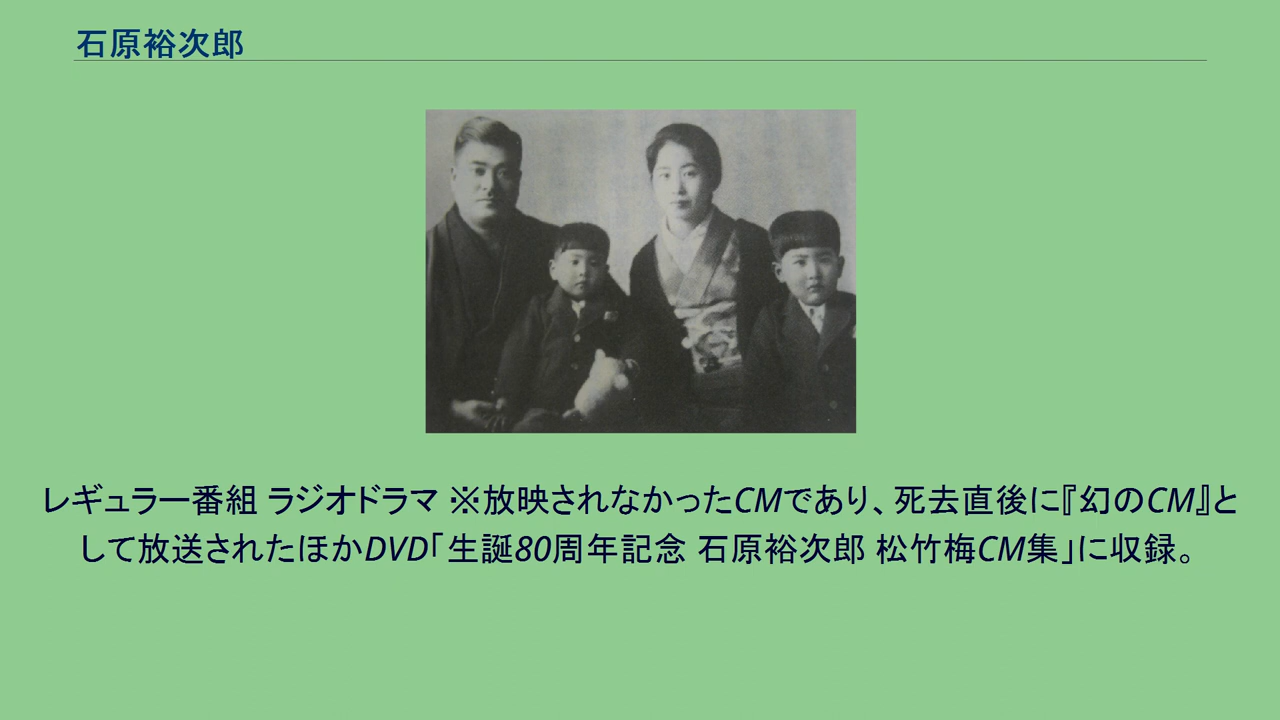 石原裕次郎
レギュラー番組 ラジオドラマ ※放映されなかったCMであり、死去直後に『幻のCM』と
して放送されたほかDVD「生誕80周年記念 石原裕次郎 松竹梅CM集」に収録。